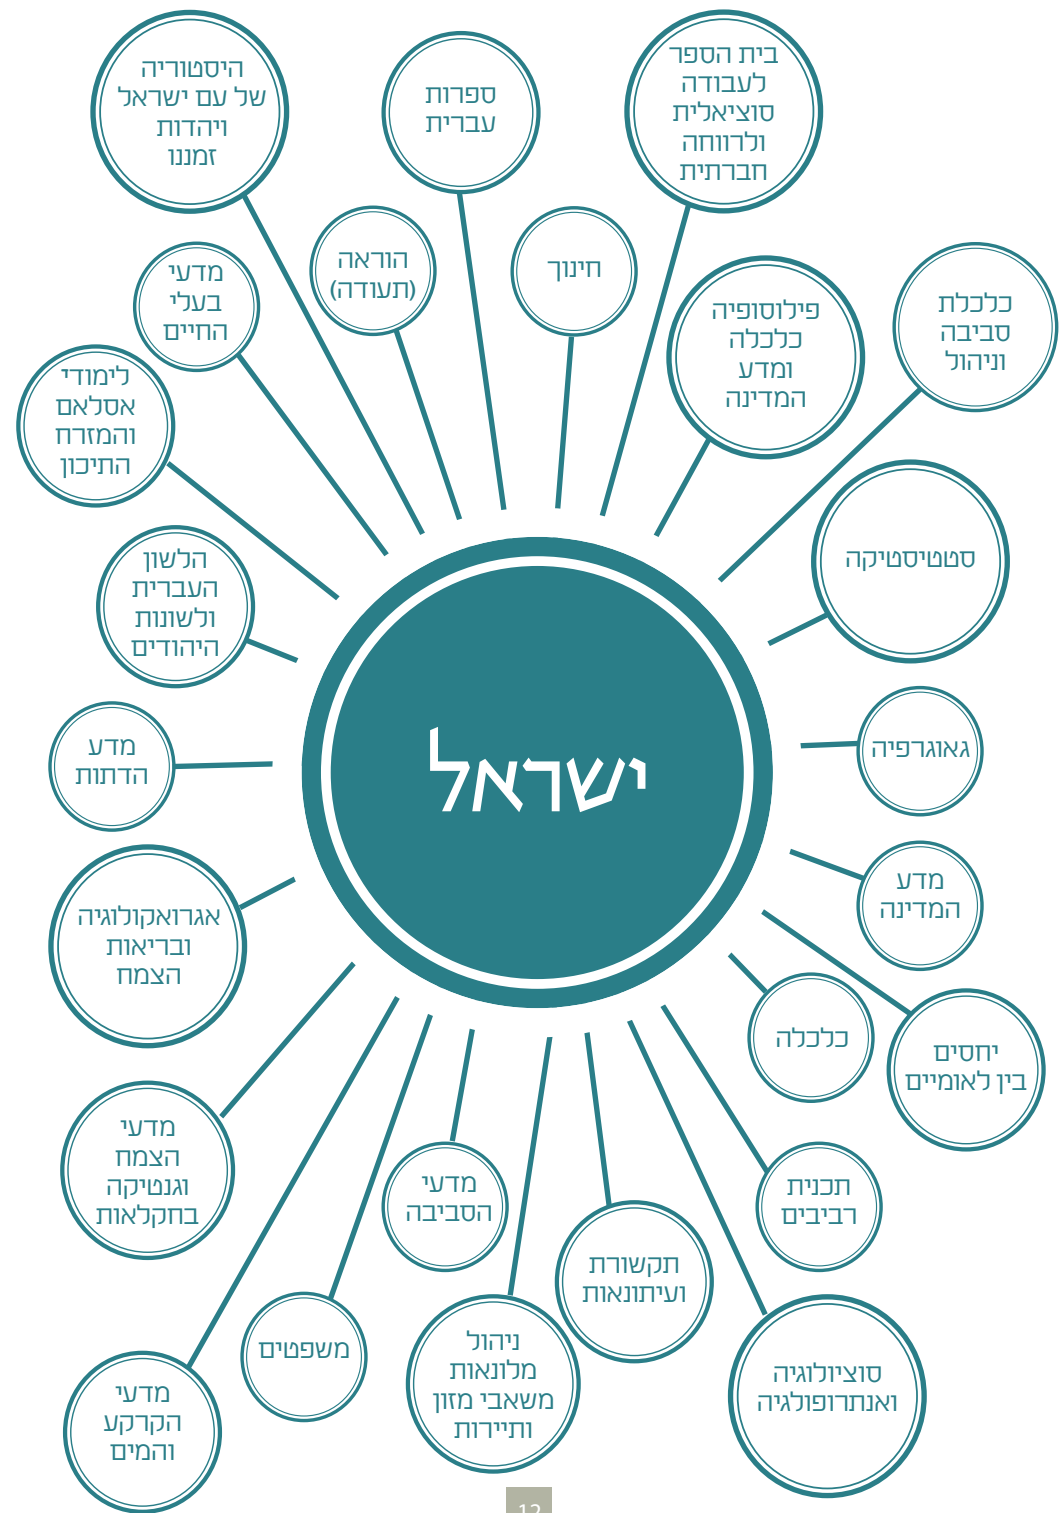 היסטוריה
של עם ישראל
ויהדות
זמננו
ספרות
עברית
בית הספר
לעבודה
סוציאלית
ולרווחה
חברתית
מדעי
בעלי
החיים
הוראה
(תעודה)
חינוך
פילוסופיה
כלכלה
ומדע
המדינה
כלכלת
סביבה
וניהול
לימודי
אסלאם
והמזרח
התיכון
סטטיסטיקה
הלשון
העברית
ולשונות
היהודים
גאוגרפיה
מדע
הדתות
ישראל
מדע
המדינה
אגרואקולוגיה
ובריאות
הצמח
כלכלה
יחסים
בין לאומיים
מדעי
הצמח
וגנטיקה
בחקלאות
מדעי
הסביבה
תכנית
רביבים
תקשורת
ועיתונאות
משפטים
ניהול
מלונאות
משאבי מזון
ותיירות
סוציולוגיה
ואנתרופולגיה
מדעי
הקרקע
והמים
12